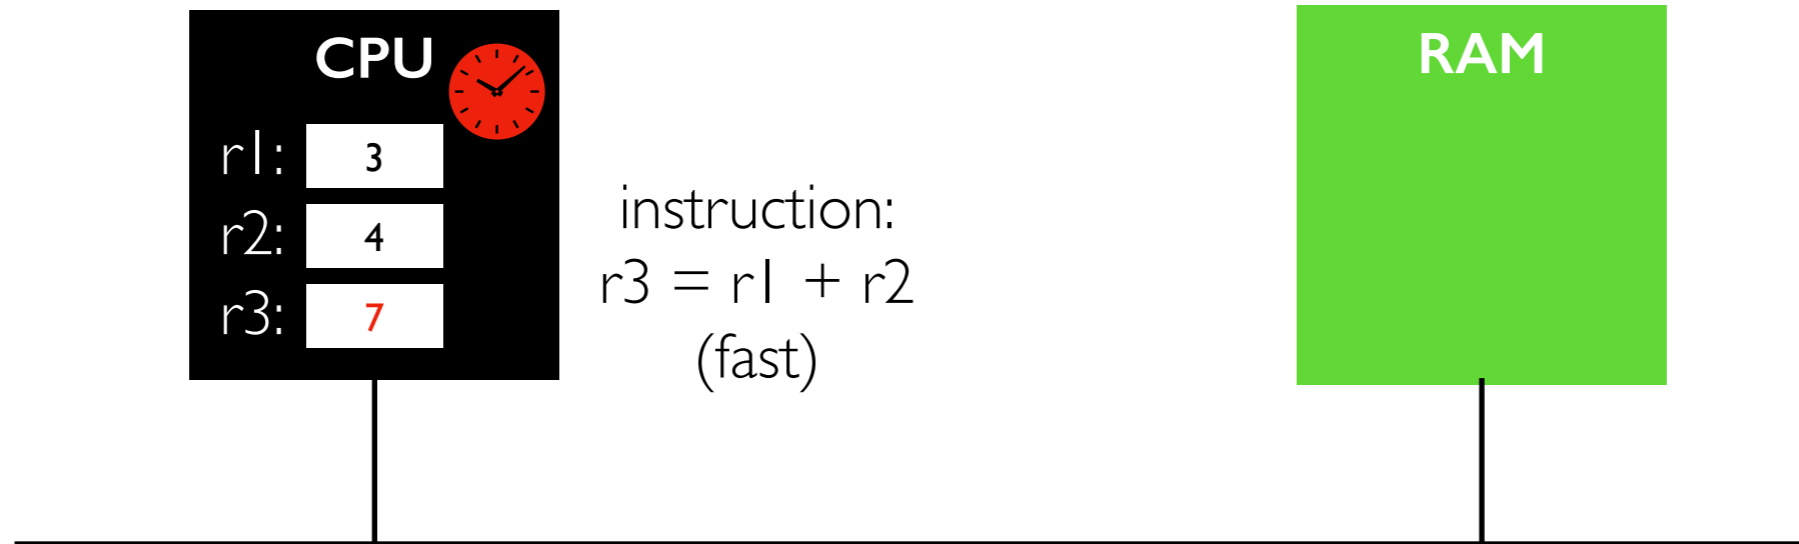 CPU
r1: 3
r2: 4
r3: 7
instruction:
r3 = r1 + r2
(fast)
RAM